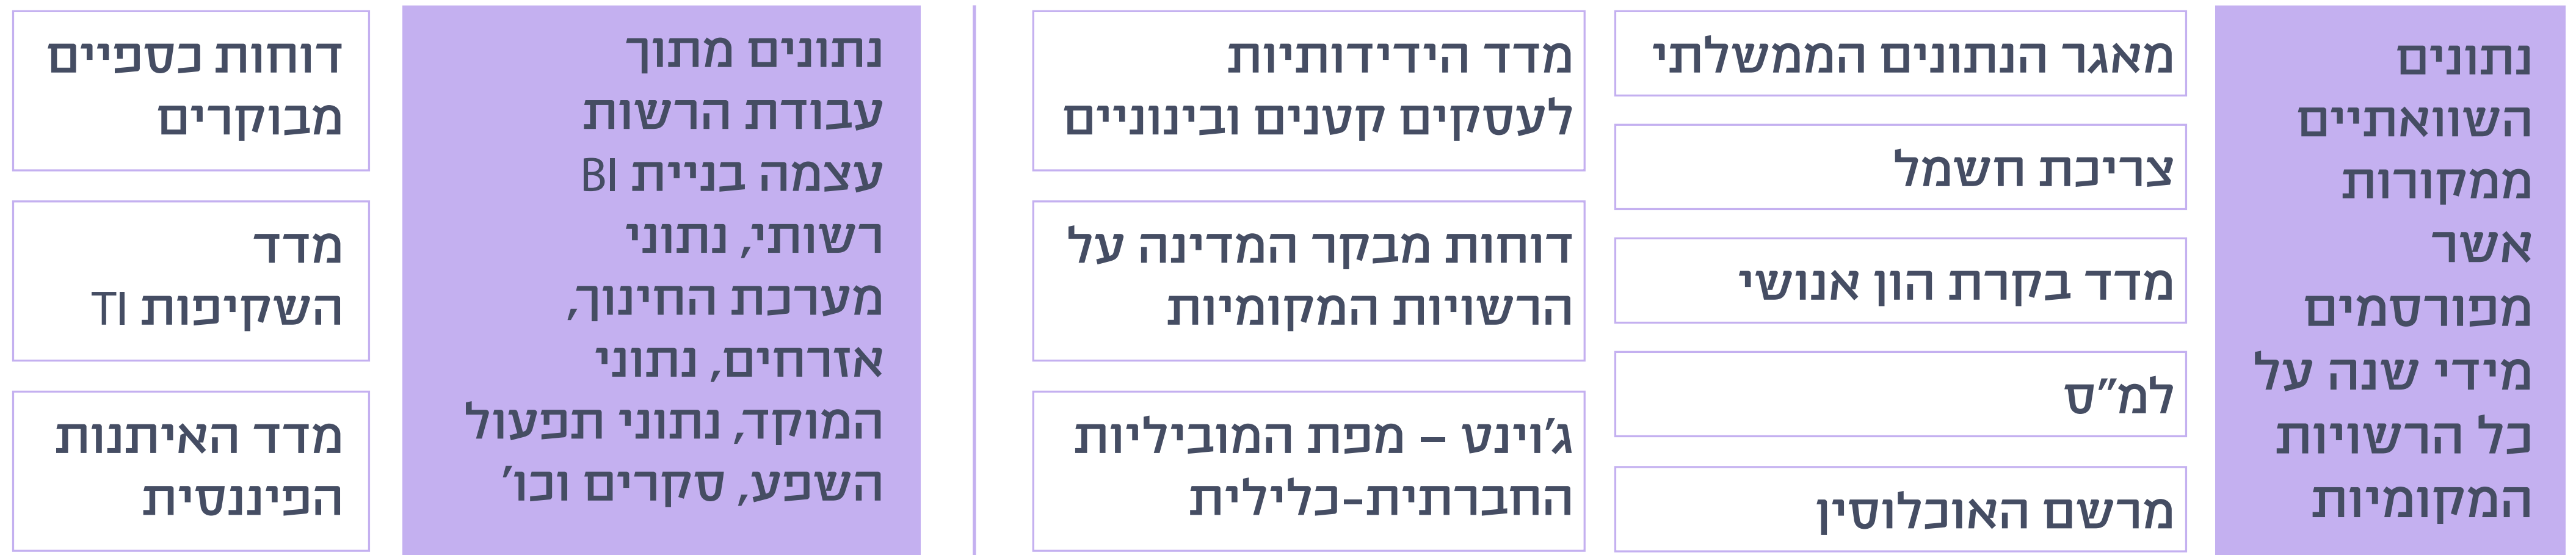 נתונים
השוואתיים
ממקורות
אשר
מפורסמים
מידי שנה על
כל הרשויות
המקומיות
מאגר הנתונים הממשלתי
צריכת חשמל
מדד בקרת הון אנושי
למ"ס
מרשם האוכלוסין
מדד הידידותיות
לעסקים קטנים ובינוניים
דוחות מבקר המדינה על
הרשויות המקומיות
ג'וינט – מפת המוביליות
החברתית-כלילית
נתונים מתוך
עבודת הרשות
עצמה בניית BI
רשותי, נתוני
מערכת החינוך,
אזרחים, נתוני
המוקד, נתוני תפעול
השפע, סקרים וכו'
דוחות כספיים
מבוקרים
מדד
השקיפות TI
מדד האיתנות
הפיננסית